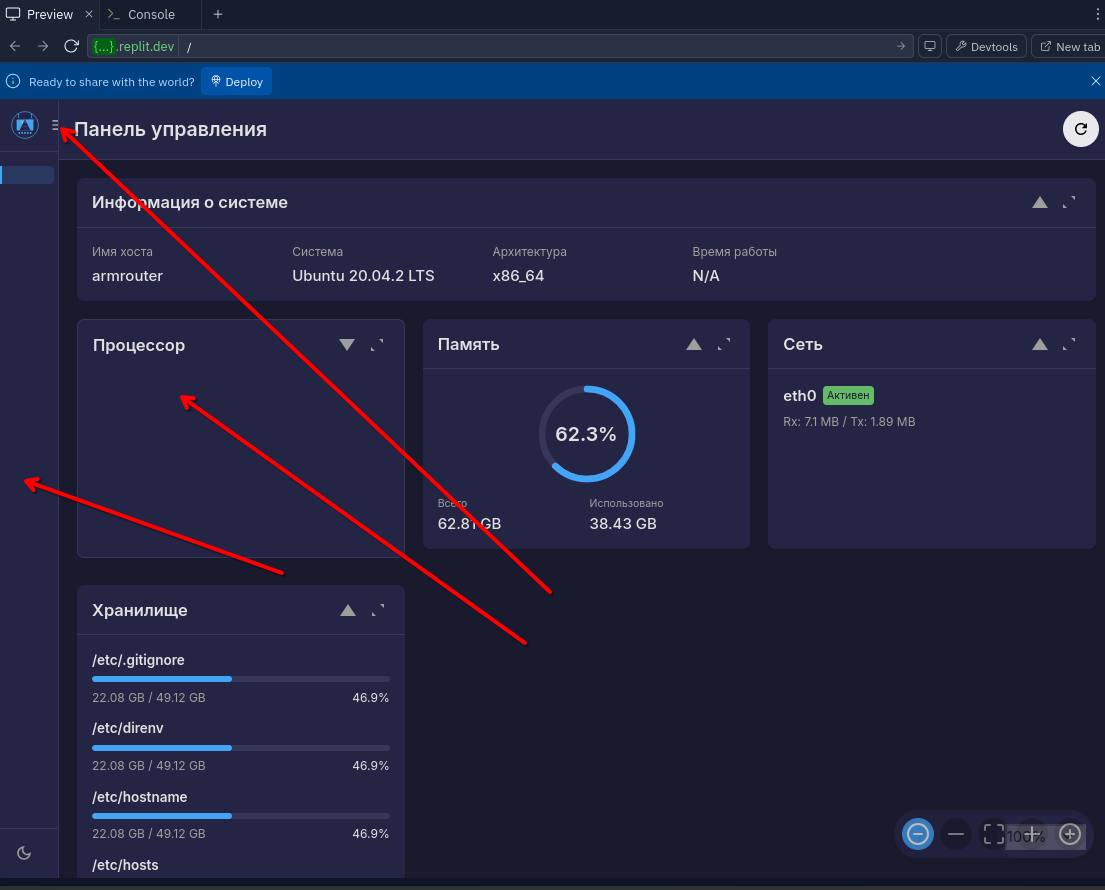 Preview
Console
{...}.replit.dev
/
Devtools
New tab
Ready to share with the world?
Deploy
Панель управления
Информация о системе
Имя хоста
Система
Архитектура
Время работы
armrouter
Ubuntu 20.04.2 LTS
x86_64
N/A
Процессор
Память
Сеть
62.3%
Всего
Использовано
62.81 GB
38.43 GB
eth0
Активен
Rx: 7.1 MB / Tx: 1.89 MB
Хранилище
/etc/.gitignore
22.08 GB / 49.12 GB
46.9%
/etc/direnv
22.08 GB / 49.12 GB
46.9%
/etc/hostname
22.08 GB / 49.12 GB
46.9%
/etc/hosts
100%